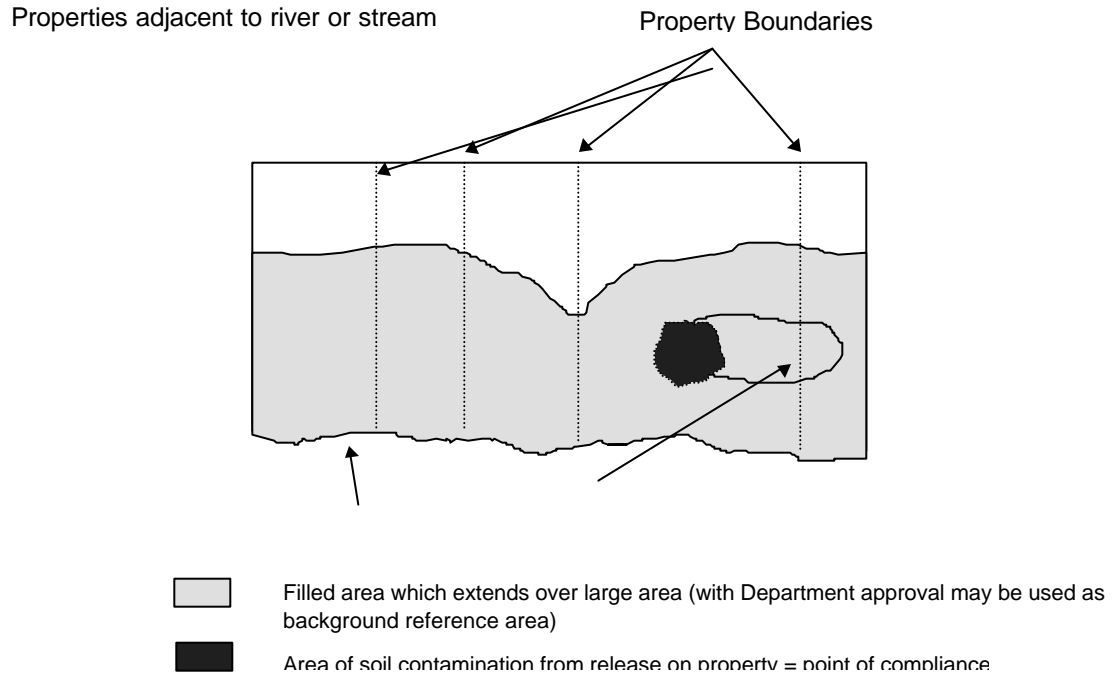 Properties adjacent to river or stream
Property Boundaries
Filled area which extends over large area (with Department approval may be used as
background reference area)
Area of soil contamination from release on property = point of compliance